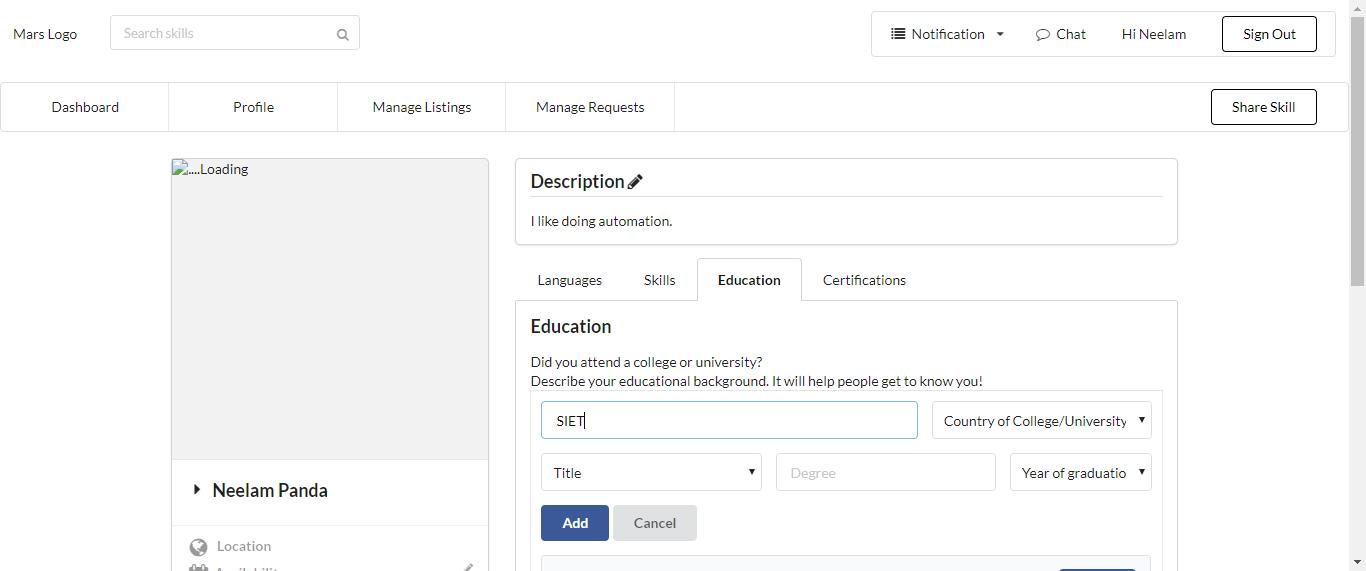 Mars Logo
Search skills
Notification
Chat
Hi Neelam
Sign Out
Dashboard
Profile
Manage Listings
Manage Requests
Share Skill
....Loading
Description
I like doing automation.
Languages
Skills
Education
Certifications
Education
Did you attend a college or university?
Describe your educational background. It will help people get to know you!
SIET
Country of College/University
Title
Degree
Year of graduatio
Add
Cancel
Neelam Panda
Location